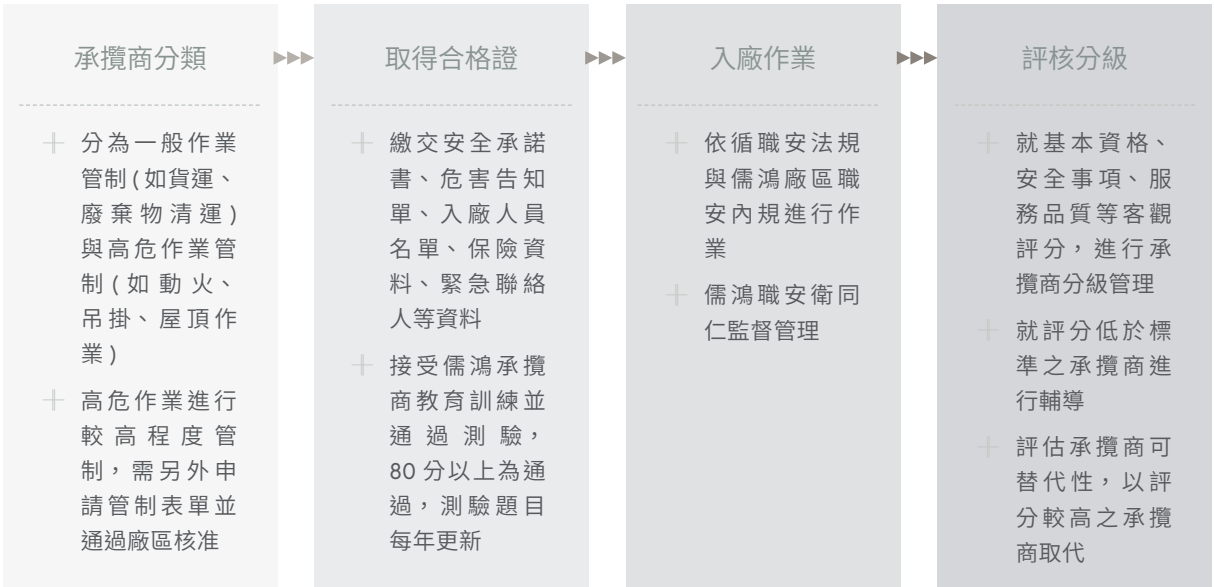 承攬商分類
分為一般作業
管制(如貨運、
廢棄物清運)
與高危作業管
制(如動火、
吊掛、屋頂作
業)
高危作業進行
較高程度管
制，需另外申
請管制表單並
通過廠區核准
取得合格證
繳交安全承諾
書、危害告知
單、入廠人員
名單、保險資
料、緊急聯絡
人等資料
接受儒鴻承攬
商教育訓練並
通過測驗，
80 分以上為通
過，測驗題目
每年更新
入廠作業
依循職安法規
與儒鴻廠區職
安內規進行作
業
儒鴻職安衛同
仁監督管理
評核分級
就基本資格、
安全事項、服
務品質等客觀
評分，進行承
攬商分級管理
就評分低於標
準之承攬商進
行輔導
評估承攬商可
替代性，以評
分較高之承攬
商取代